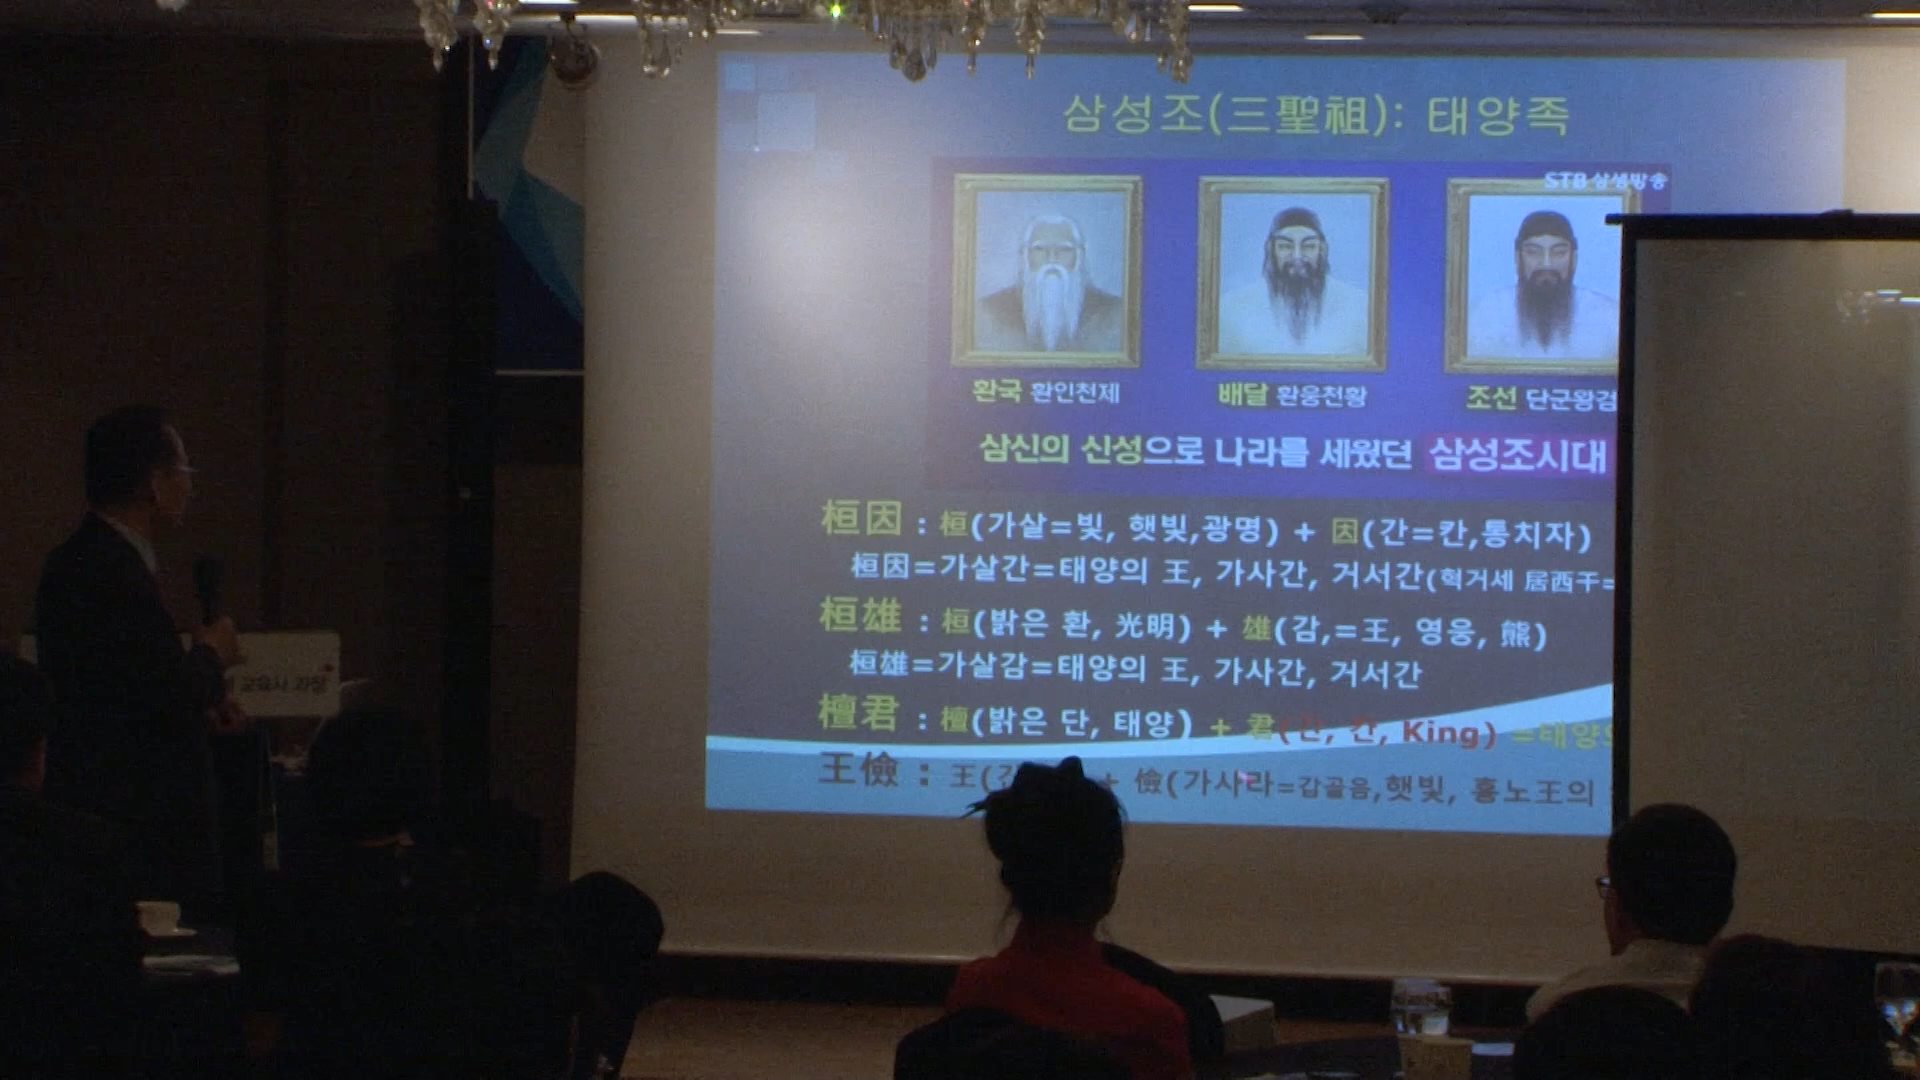 삼성조(三聖祖): 태양족
STB 상생방송
환국 환인천제
배달 환웅천황
조선 단군왕검
삼신의 신성으로 나라를 세웠던 삼성조시대
桓因 : 桓(가살=빛, 햇빛,광명) + 因(간=칸,통치자)
桓因=가살간=태양의 王, 가사간, 거서간(혁거세 居西干=
桓雄 : 桓(밝은 환, 光明) + 雄(감,=王, 영웅, 熊)
桓雄=가살감=태양의 王, 가사간, 거서간
檀君 : 檀(밝은 단, 태양) + 君(간, 칸, King) =태양의
王儉 : 王( + 儉(가사라=갑골음,햇빛, 흉노王의
교육사 과정